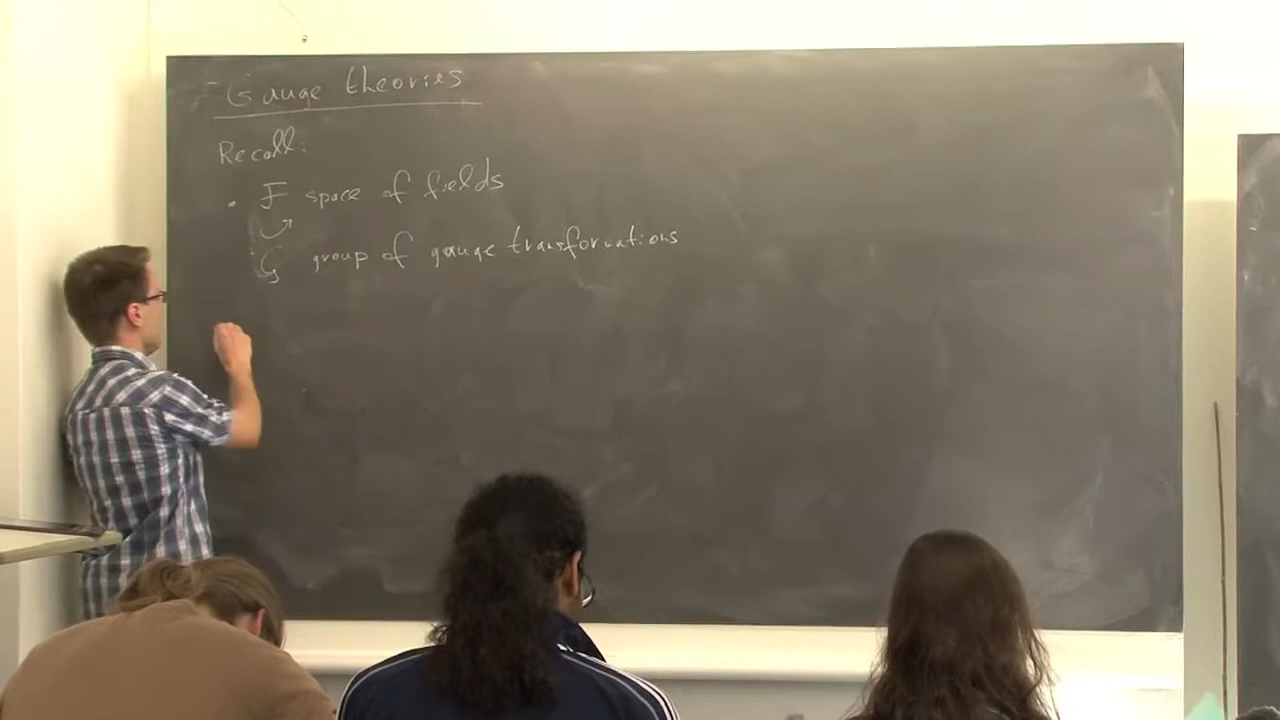 Gauge theories
Recall:
• F space of fields
G group of gauge transformations